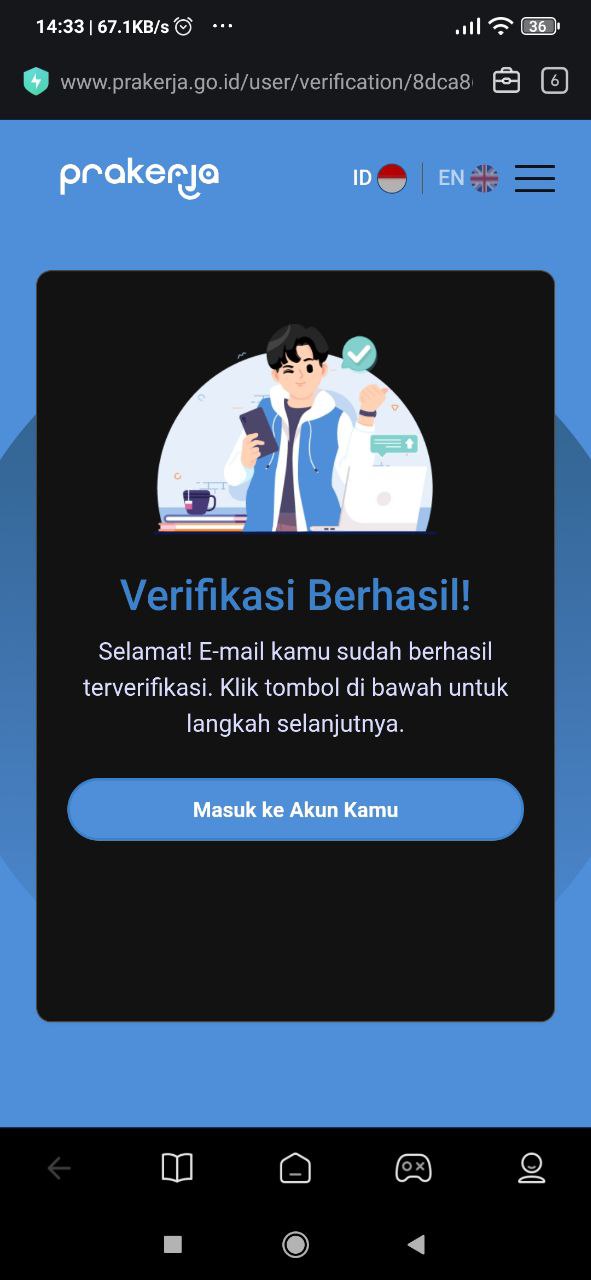 14:33 | 67.1KB/s ... 36
www.prakerja.go.id/user/verification/8dca8 6
prakerja ID EN
Verifikasi Berhasil!
Selamat! E-mail kamu sudah berhasil
terverifikasi. Klik tombol di bawah untuk
langkah selanjutnya.
Masuk ke Akun Kamu